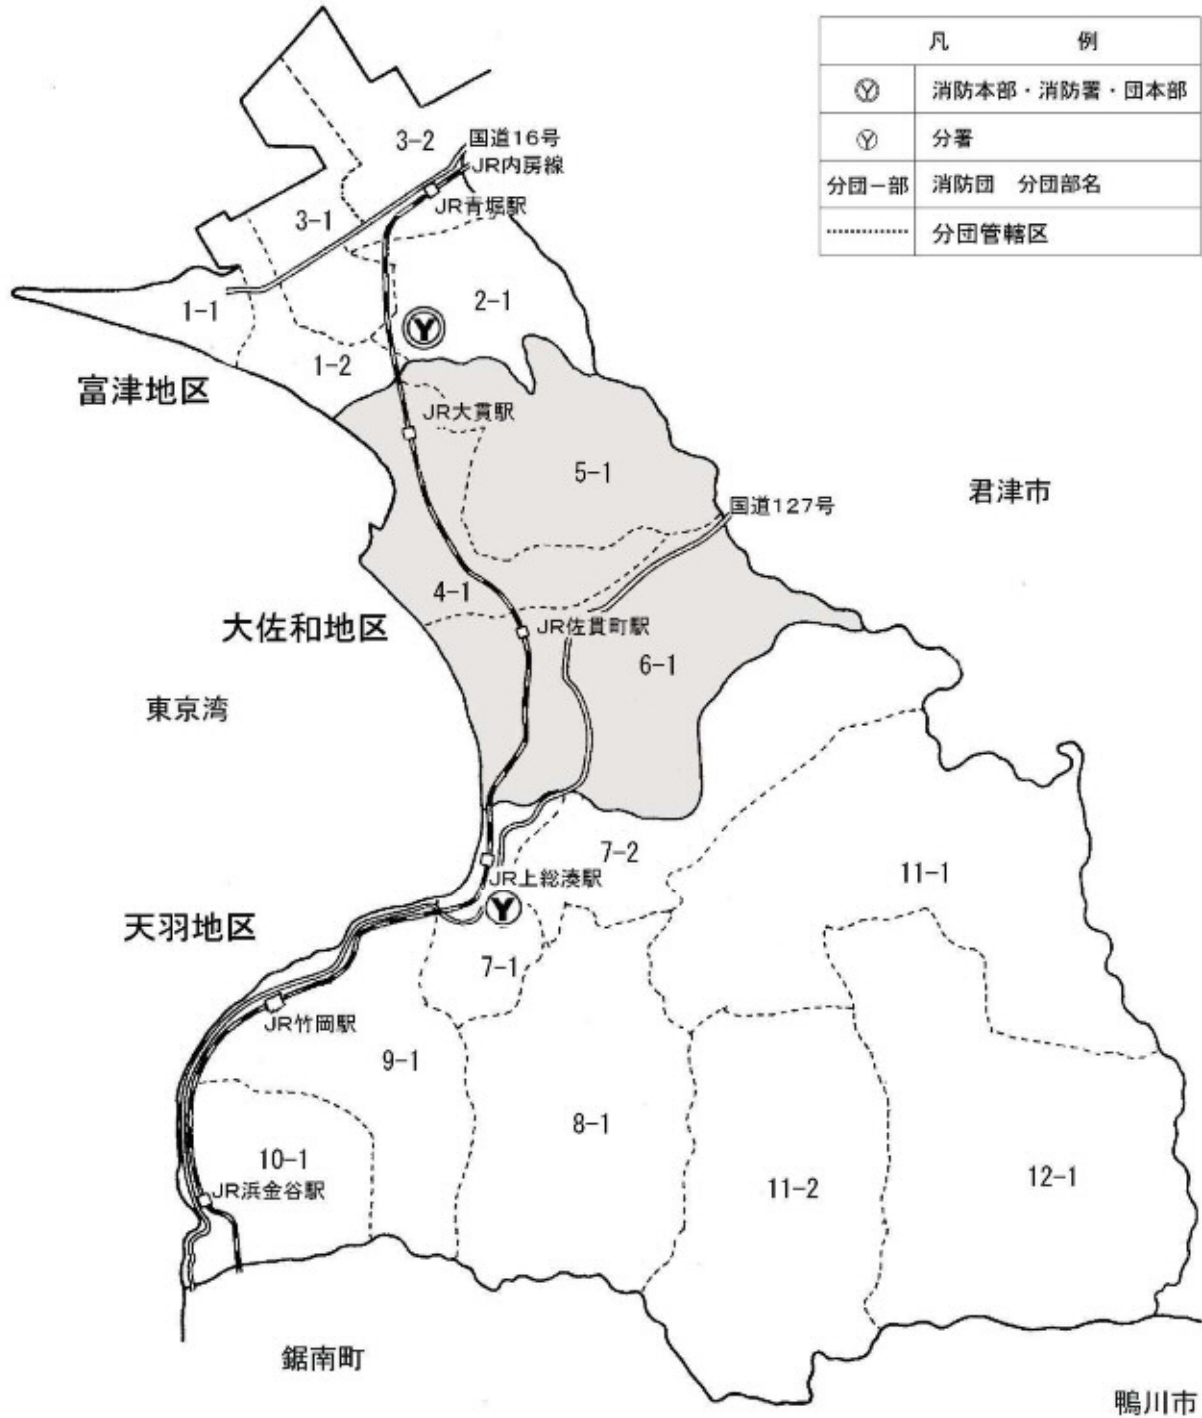 凡 例
消防本部・消防署・団本部
分署
分団－部 消防団 分団部名
分団管轄区
3-2
国道16号
JR内房線
JR青堀駅
3-1
1-1
2-1
1-2
富津地区
JR大貫駅
5-1
君津市
国道127号
4-1
大佐和地区
JR佐貫町駅
6-1
東京湾
7-2
11-1
JR上総湊駅
天羽地区
7-1
JR竹岡駅
9-1
8-1
10-1
12-1
JR浜金谷駅
11-2
鋸南町
鴨川市